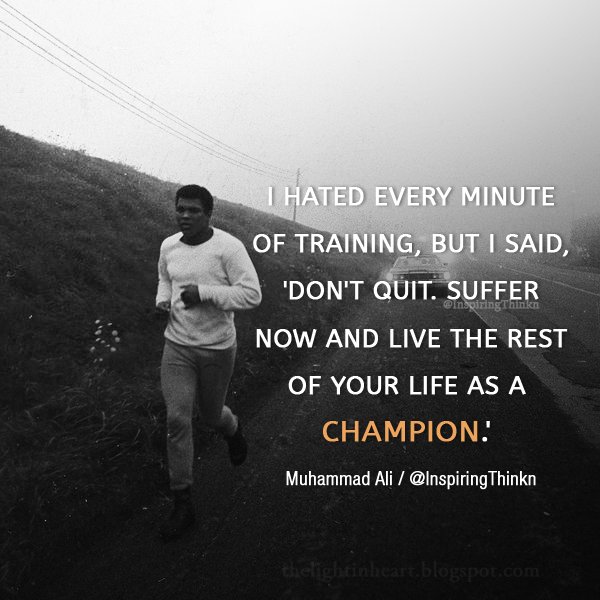 I HATED EVERY MINUTE
OF TRAINING, BUT I SAID,
'DON'T QUIT. SUFFER
@InspiringThinkn
NOW AND LIVE THE REST
OF YOUR LIFE AS A
CHAMPION.'
Muhammad Ali / @InspiringThinkn
thelightinheart.blogspot.com